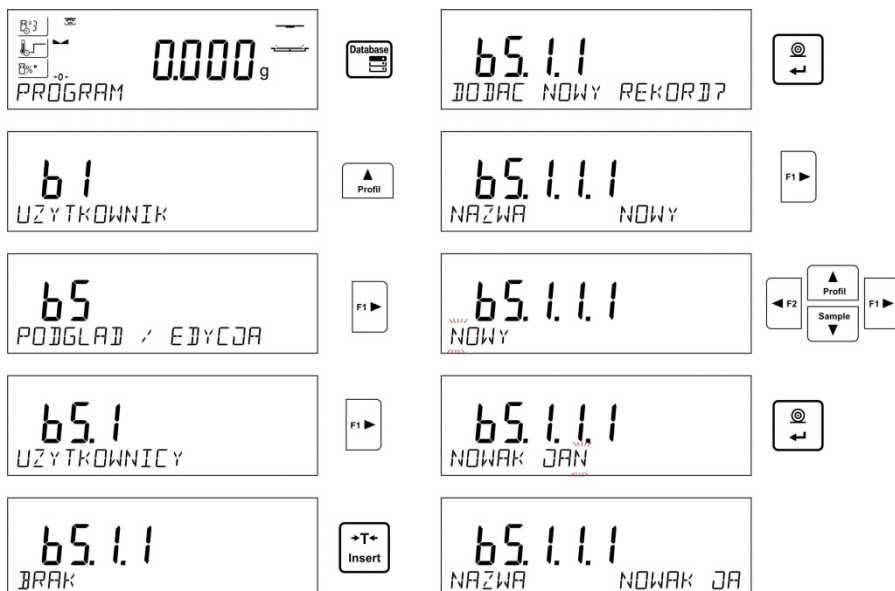 0.000 g
→0←
PROGRAM
Database
b1
UZYTKOWNIK
Profil
b5
PODGLAD / EDYCJA
F1
b5.1
UZYTKOWNICY
F1
b5.1.1
BRAK
→T←
Insert
b5.1.1
DODAC NOWY REKORD?
b5.1.1.1
NAZWA NOWY
F1
b5.1.1.1
NOWY
F2
Profil
Sample
F1
b5.1.1.1
NOWAK JAN
b5.1.1.1
NAZWA NOWAK JA